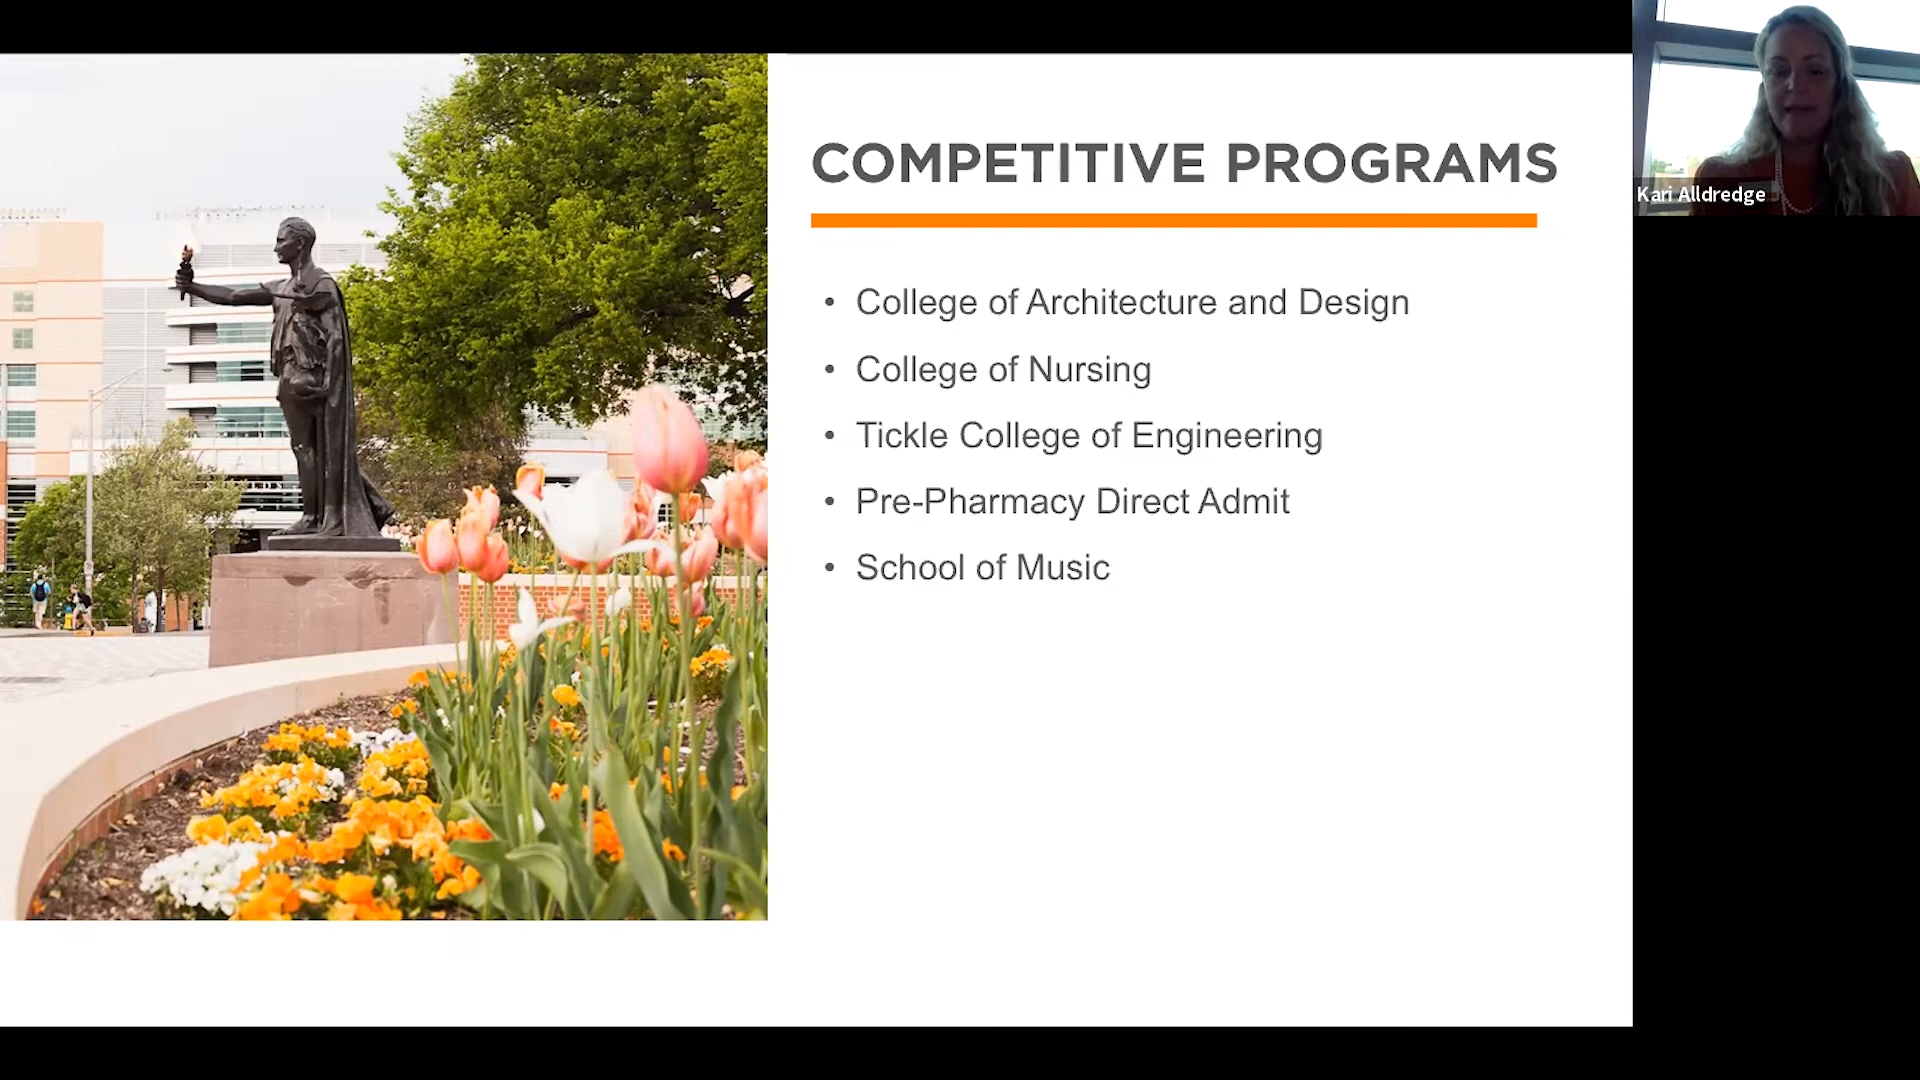 COMPETITIVE PROGRAMS
• College of Architecture and Design
• College of Nursing
• Tickle College of Engineering
• Pre-Pharmacy Direct Admit
• School of Music
Kari Alldredge